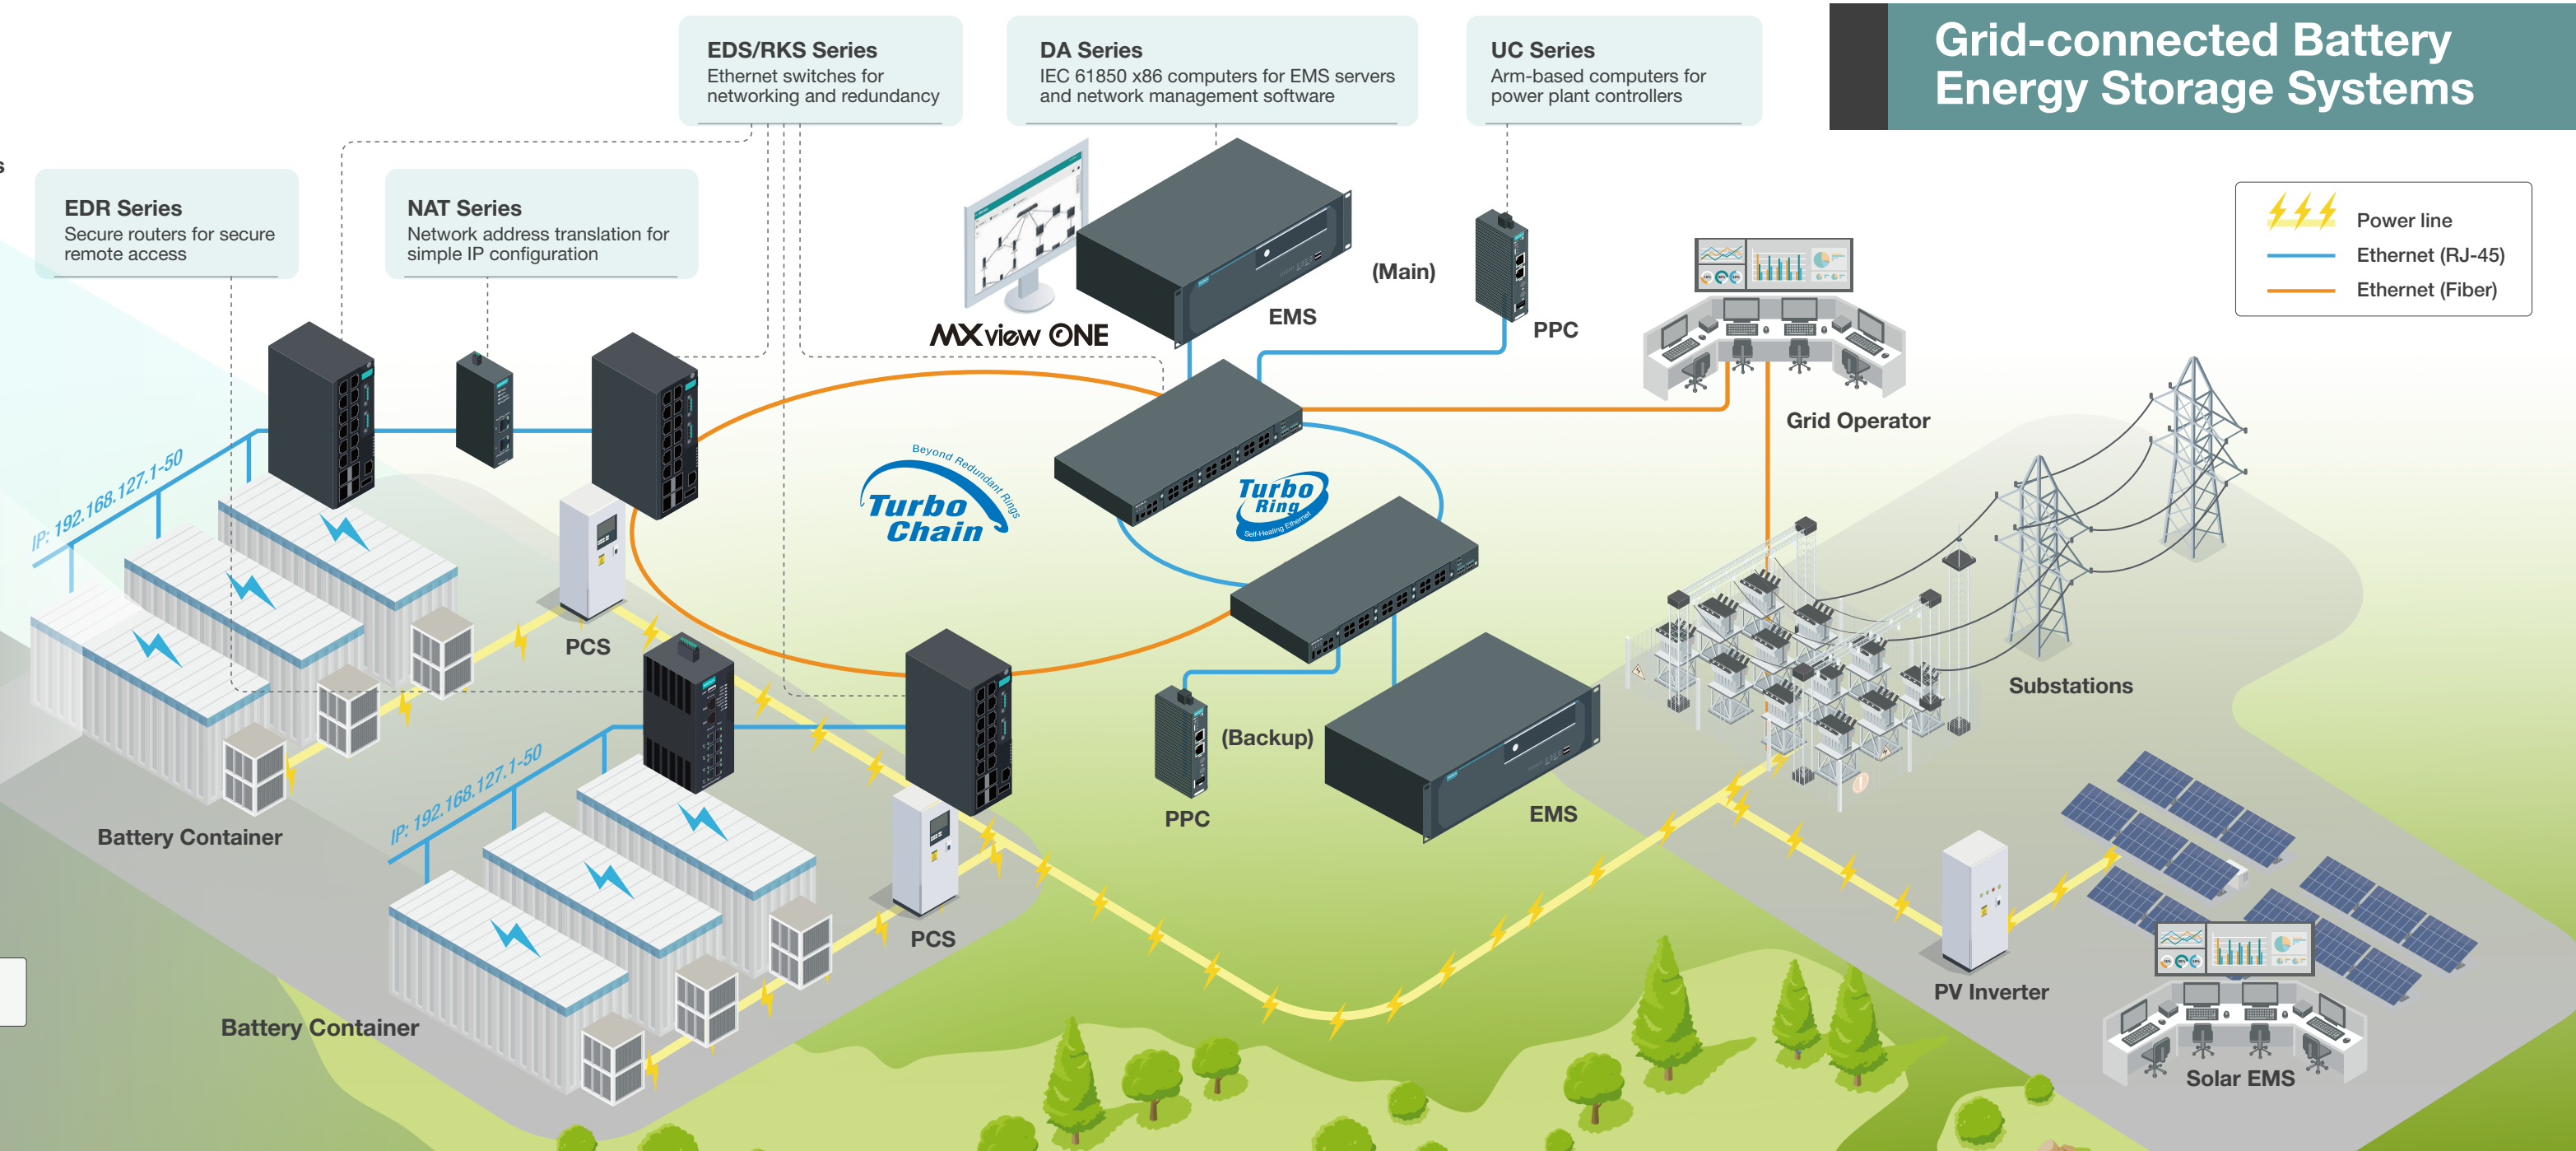 Grid-connected Battery
Energy Storage Systems
EDS/RKS Series
Ethernet switches for
networking and redundancy
DA Series
IEC 61850 x86 computers for EMS servers
and network management software
UC Series
Arm-based computers for
power plant controllers
s
EDR Series
Secure routers for secure
remote access
NAT Series
Network address translation for
simple IP configuration
Power line
Ethernet (RJ-45)
Ethernet (Fiber)
(Main)
EMS
PPC
MXview ONE
Grid Operator
IP: 192.168.127.1-50
Beyond Redundant Rings
Turbo
Chain
Turbo
Ring
Self-Healing Ethernet
PCS
Substations
(Backup)
PPC
EMS
IP: 192.168.127.1-50
Battery Container
PCS
PV Inverter
Battery Container
Solar EMS